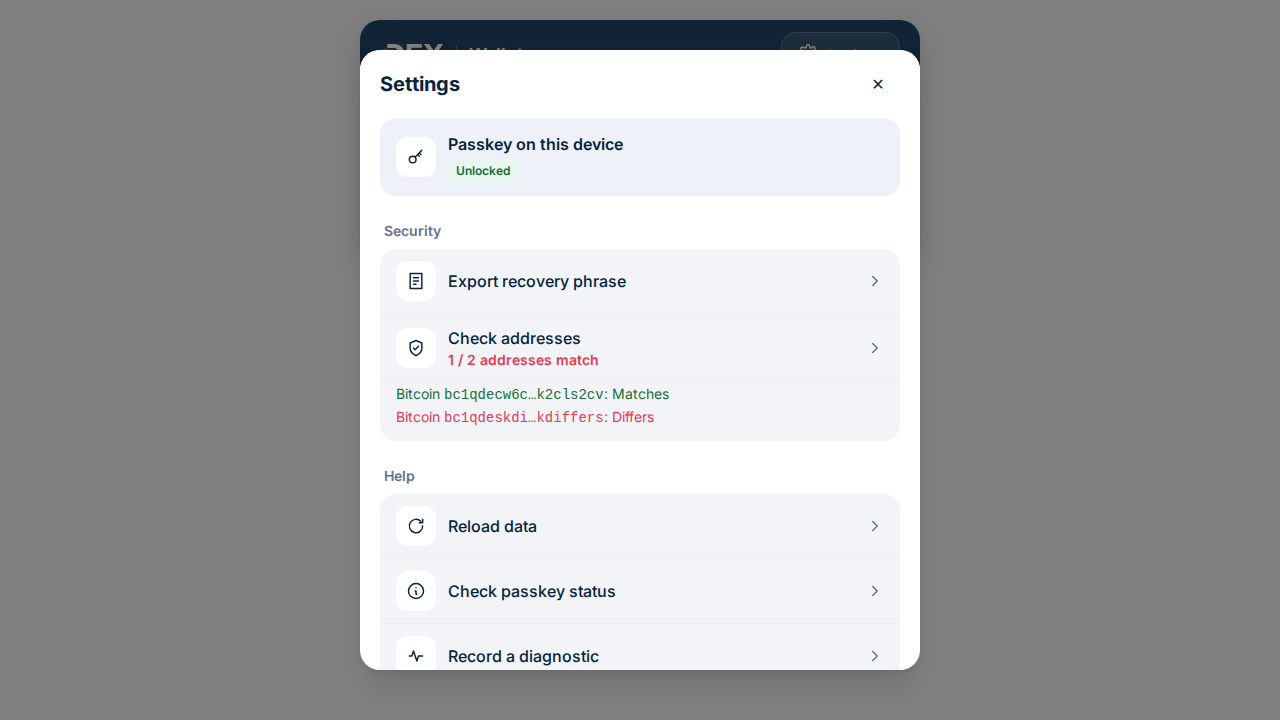 Settings
Passkey on this device
Unlocked
Security
Export recovery phrase
Check addresses
1 / 2 addresses match
Bitcoin bc1qdecw6c…k2cls2cv: Matches
Bitcoin bc1qdeskdi…kdiffers: Differs
Help
Reload data
Check passkey status
Record a diagnostic